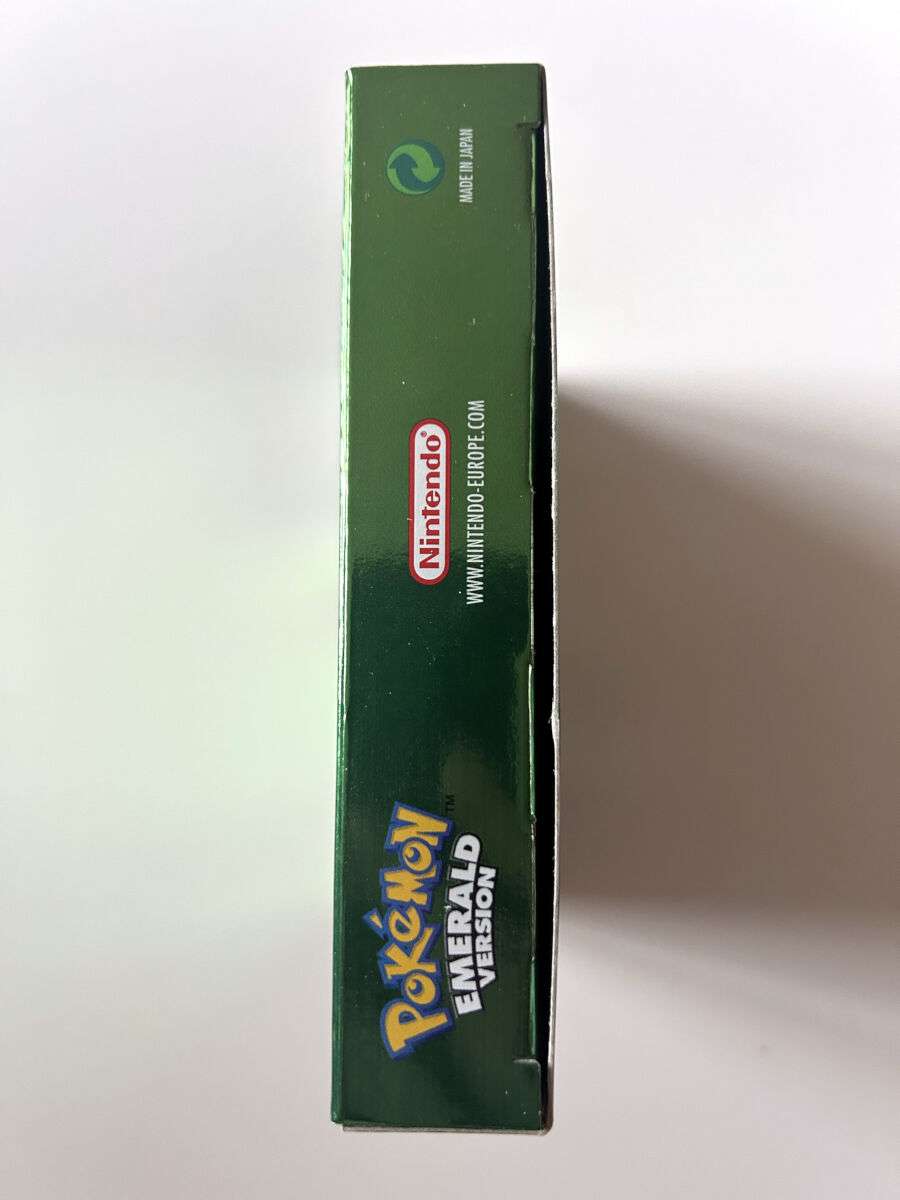 POKéMON™
EMERALD
VERSION
Nintendo®
WWW.NINTENDO-EUROPE.COM
MADE IN JAPAN